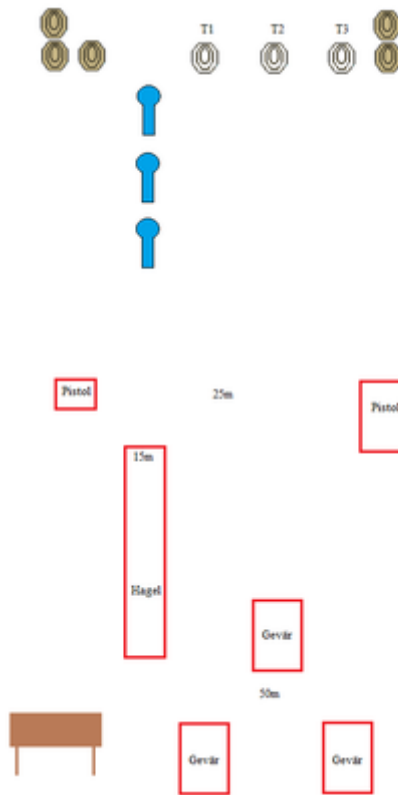 T1 T2 T3
Pistol
25m
Pistol
15m
Hagel
Gevär
50m
Gevär
Gevär